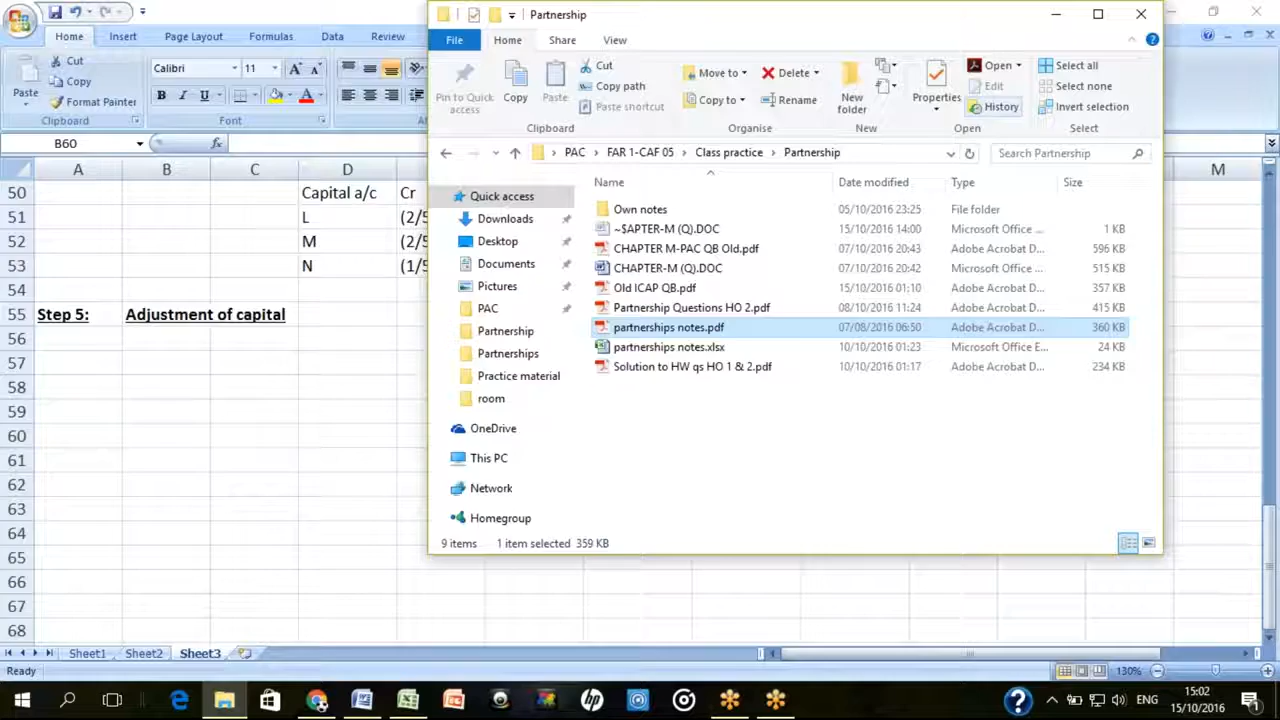 Partnership
Home Insert Page Layout Formulas Data Review
File Home Share View
Cut
Copy
Format Painter
Paste
Calibri 11
B I U
Clipboard Font
Pin to Quick access
Copy
Paste
Cut
Copy path
Paste shortcut
Move to
Copy to
Delete
Rename
New folder
Properties
Open
Edit
History
Select all
Select none
Invert selection
Clipboard Organise New Open Select
B60 fx
PAC FAR 1-CAF 05 Class practice Partnership
Search Partnership
A B C D M
Name Date modified Type Size
Quick access
Downloads
Desktop
Documents
Pictures
PAC
Partnership
Partnerships
Practice material
room
OneDrive
This PC
Network
Homegroup
Own notes 05/10/2016 23:25 File folder
~$APTER-M (Q).DOC 15/10/2016 14:00 Microsoft Office ... 1 KB
CHAPTER M-PAC QB Old.pdf 07/10/2016 20:43 Adobe Acrobat D... 596 KB
CHAPTER-M (Q).DOC 07/10/2016 20:42 Microsoft Office ... 515 KB
Old ICAP QB.pdf 15/10/2016 01:10 Adobe Acrobat D... 357 KB
Partnership Questions HO 2.pdf 08/10/2016 11:24 Adobe Acrobat D... 415 KB
partnerships notes.pdf 07/08/2016 06:50 Adobe Acrobat D... 360 KB
partnerships notes.xlsx 10/10/2016 01:23 Microsoft Office E... 24 KB
Solution to HW qs HO 1 & 2.pdf 10/10/2016 01:17 Adobe Acrobat D... 234 KB
9 items 1 item selected 359 KB
50 Capital a/c Cr
51 L (2/5
52 M (2/5
53 N (1/5
54
55 Step 5: Adjustment of capital
56
57
58
59
60
61
62
63
64
65
66
67
68
Sheet1 Sheet2 Sheet3
Ready 130%
ENG 15:02
15/10/2016